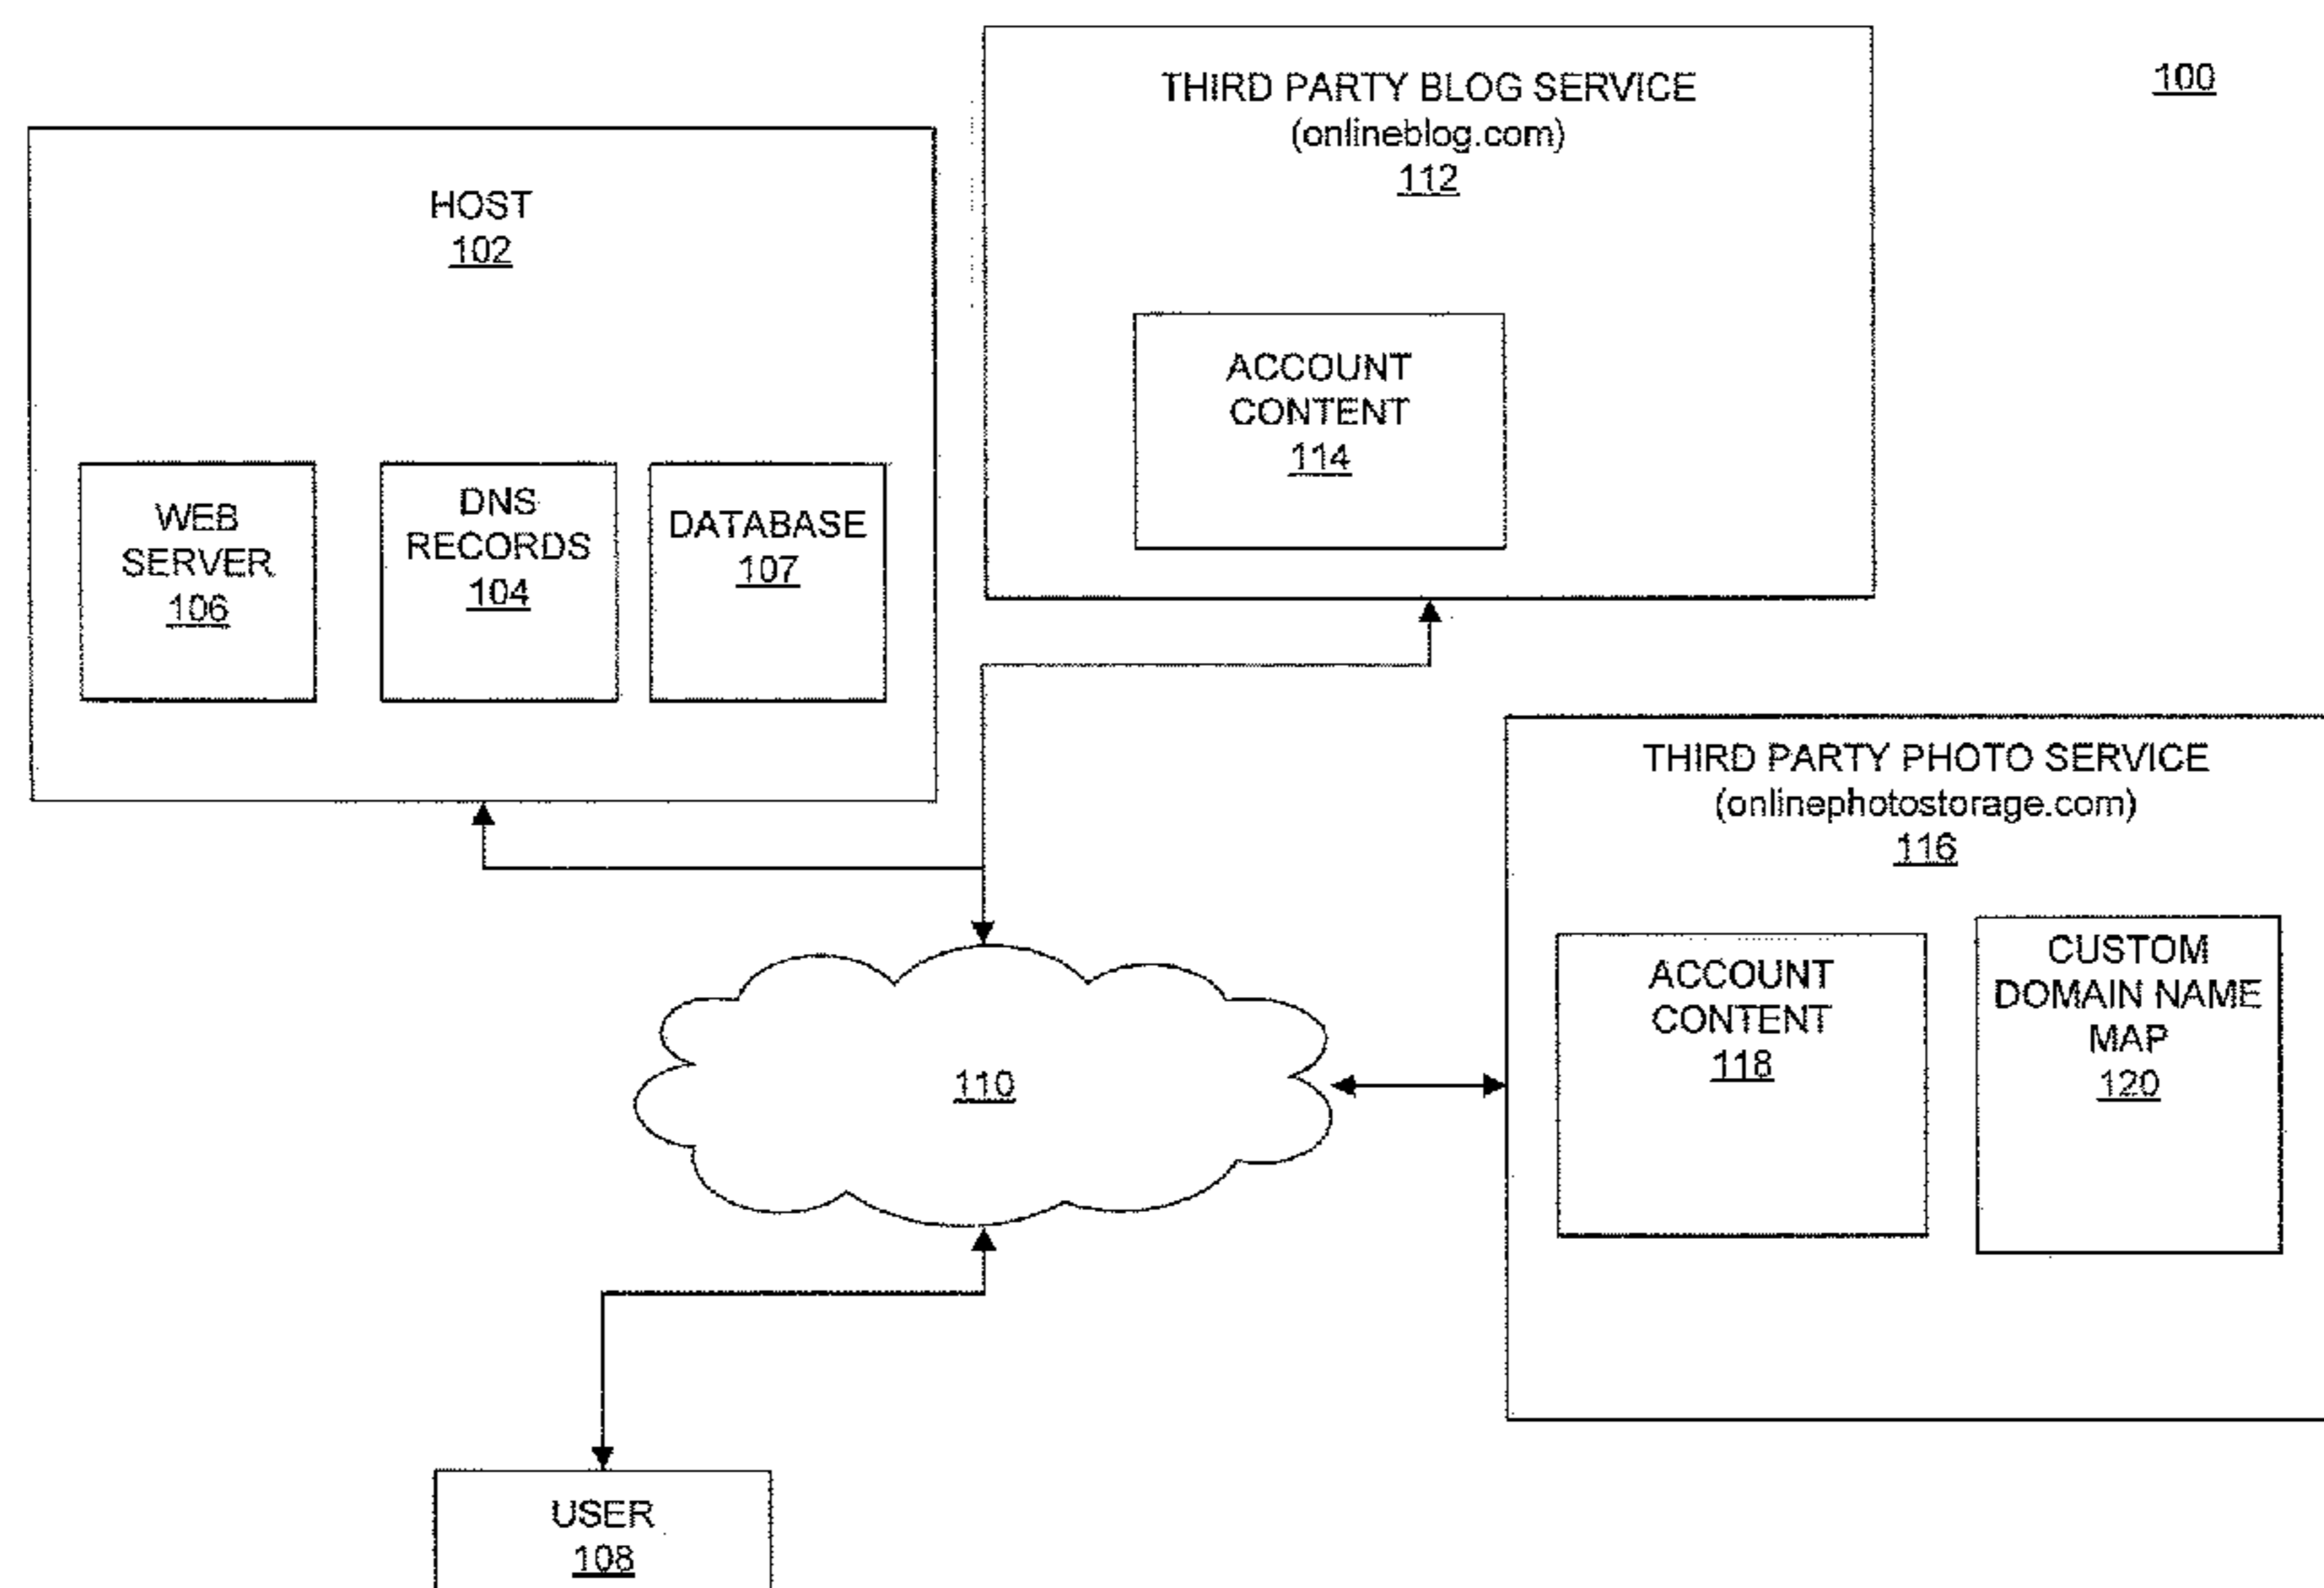 100
THIRD PARTY BLOG SERVICE
(onlineblog.com)
112
ACCOUNT
CONTENT
114
HOST
102
WEB
SERVER
106
DNS
RECORDS
104
DATABASE
107
THIRD PARTY PHOTO SERVICE
(onlinephotostorage.com)
116
ACCOUNT
CONTENT
118
CUSTOM
DOMAIN NAME
MAP
120
110
USER
108